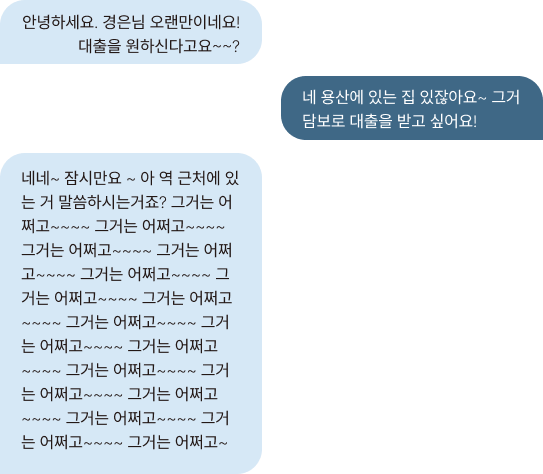 안녕하세요. 경은님 오랜만이네요!
대출을 원하신다고요~~?
네 용산에 있는 집 있잖아요~ 그거
담보로 대출을 받고 싶어요!
네네~ 잠시만요 ~ 아 역 근처에 있
는 거 말씀하시는거죠? 그거는 어
쩌고~~~~ 그거는 어쩌고~~~~
그거는 어쩌고~~~~ 그거는 어쩌
고~~~~ 그거는 어쩌고~~~~ 그
거는 어쩌고~~~~ 그거는 어쩌고
~~~~ 그거는 어쩌고~~~~ 그거
는 어쩌고~~~~ 그거는 어쩌고
~~~~ 그거는 어쩌고~~~~ 그거
는 어쩌고~~~~ 그거는 어쩌고
~~~~ 그거는 어쩌고~~~~ 그거
는 어쩌고~~~~ 그거는 어쩌고~